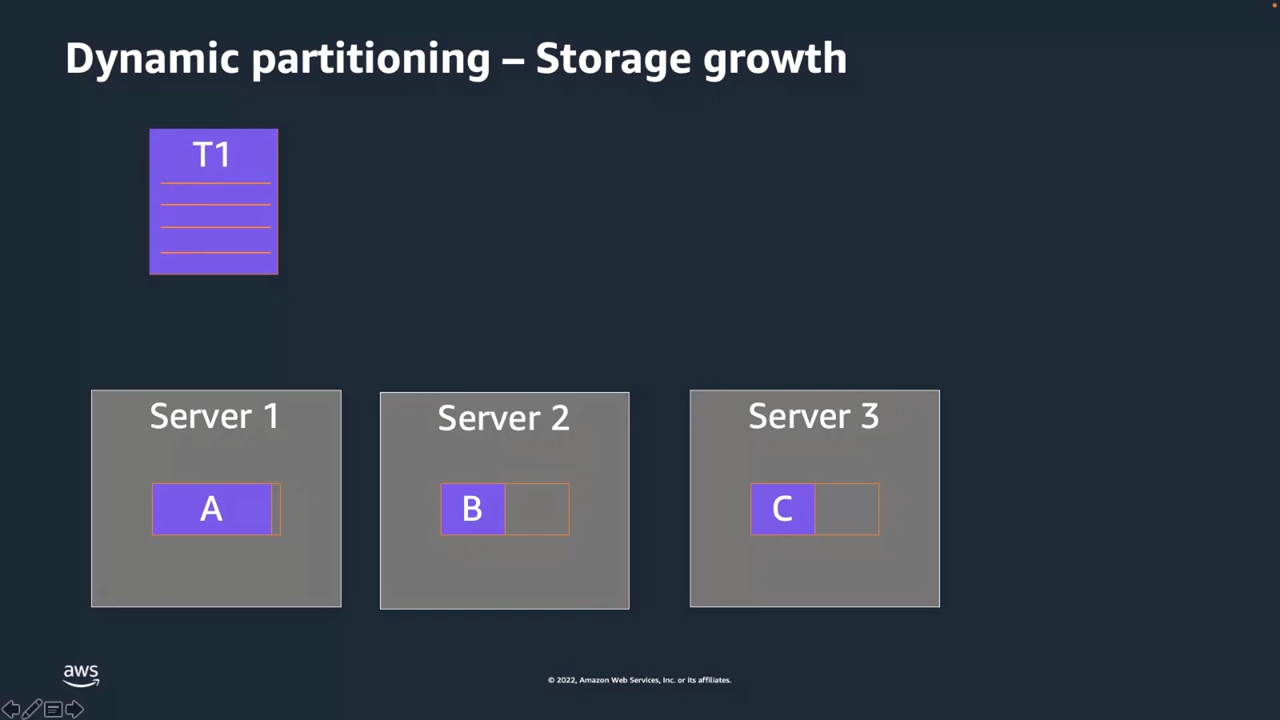 Dynamic partitioning – Storage growth
T1
Server 1
Server 2
Server 3
A
B
C
aws
© 2022, Amazon Web Services, Inc. or its affiliates.